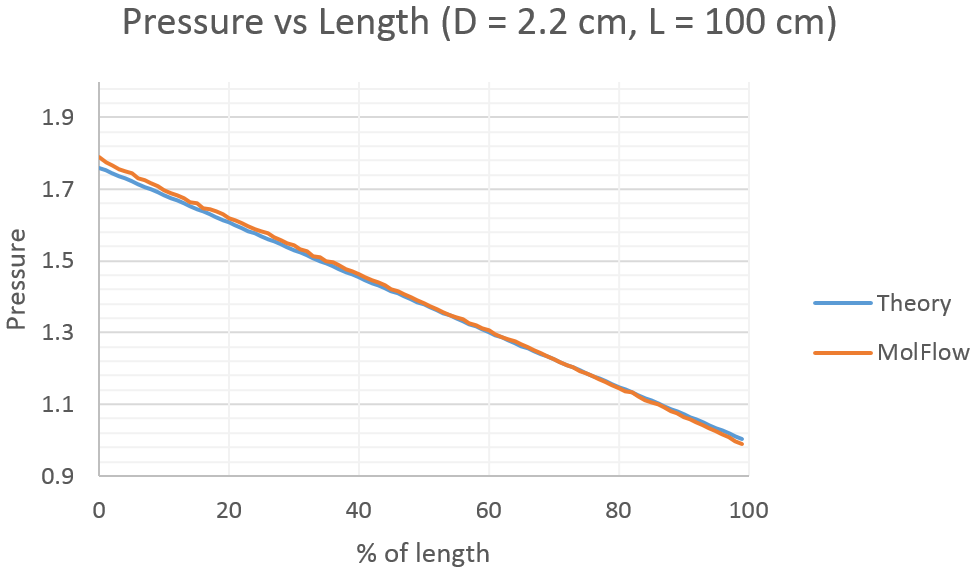 Pressure vs Length (D = 2.2 cm, L = 100 cm)
1.9
1.7
1.5
1.3
1.1
0.9
Pressure
0 20 40 60 80 100
% of length
Theory
MolFlow